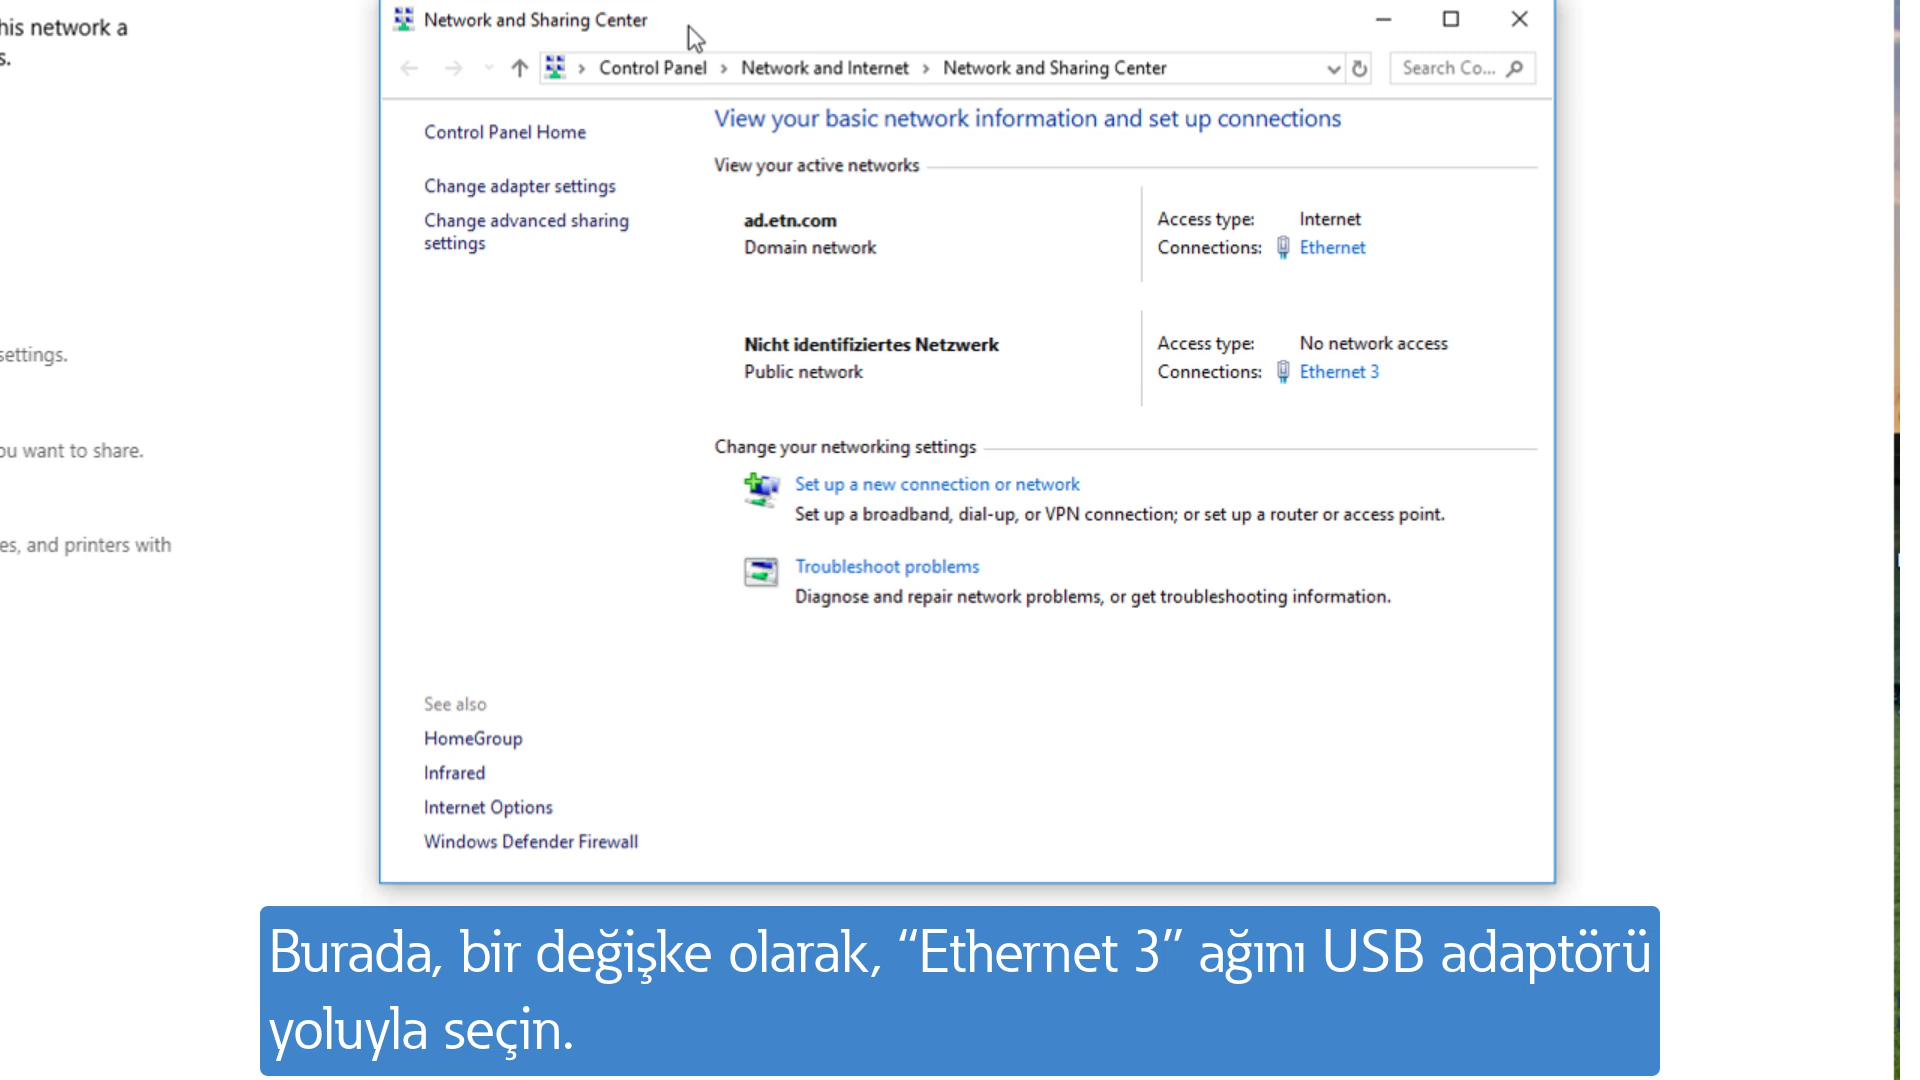 his network a
s.
settings.
ou want to share.
es, and printers with
Network and Sharing Center
Control Panel > Network and Internet > Network and Sharing Center
Search Co...
Control Panel Home
Change adapter settings
Change advanced sharing
settings
View your basic network information and set up connections
View your active networks
ad.etn.com
Domain network
Access type: Internet
Connections: Ethernet
Nicht identifiziertes Netzwerk
Public network
Access type: No network access
Connections: Ethernet 3
Change your networking settings
Set up a new connection or network
Set up a broadband, dial-up, or VPN connection; or set up a router or access point.
Troubleshoot problems
Diagnose and repair network problems, or get troubleshooting information.
See also
HomeGroup
Infrared
Internet Options
Windows Defender Firewall
Burada, bir değişke olarak, “Ethernet 3” ağını USB adaptörü
yoluyla seçin.